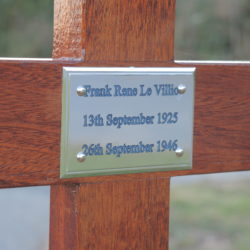 Frank Rene Le Villio
13th September 1925
26th September 1946